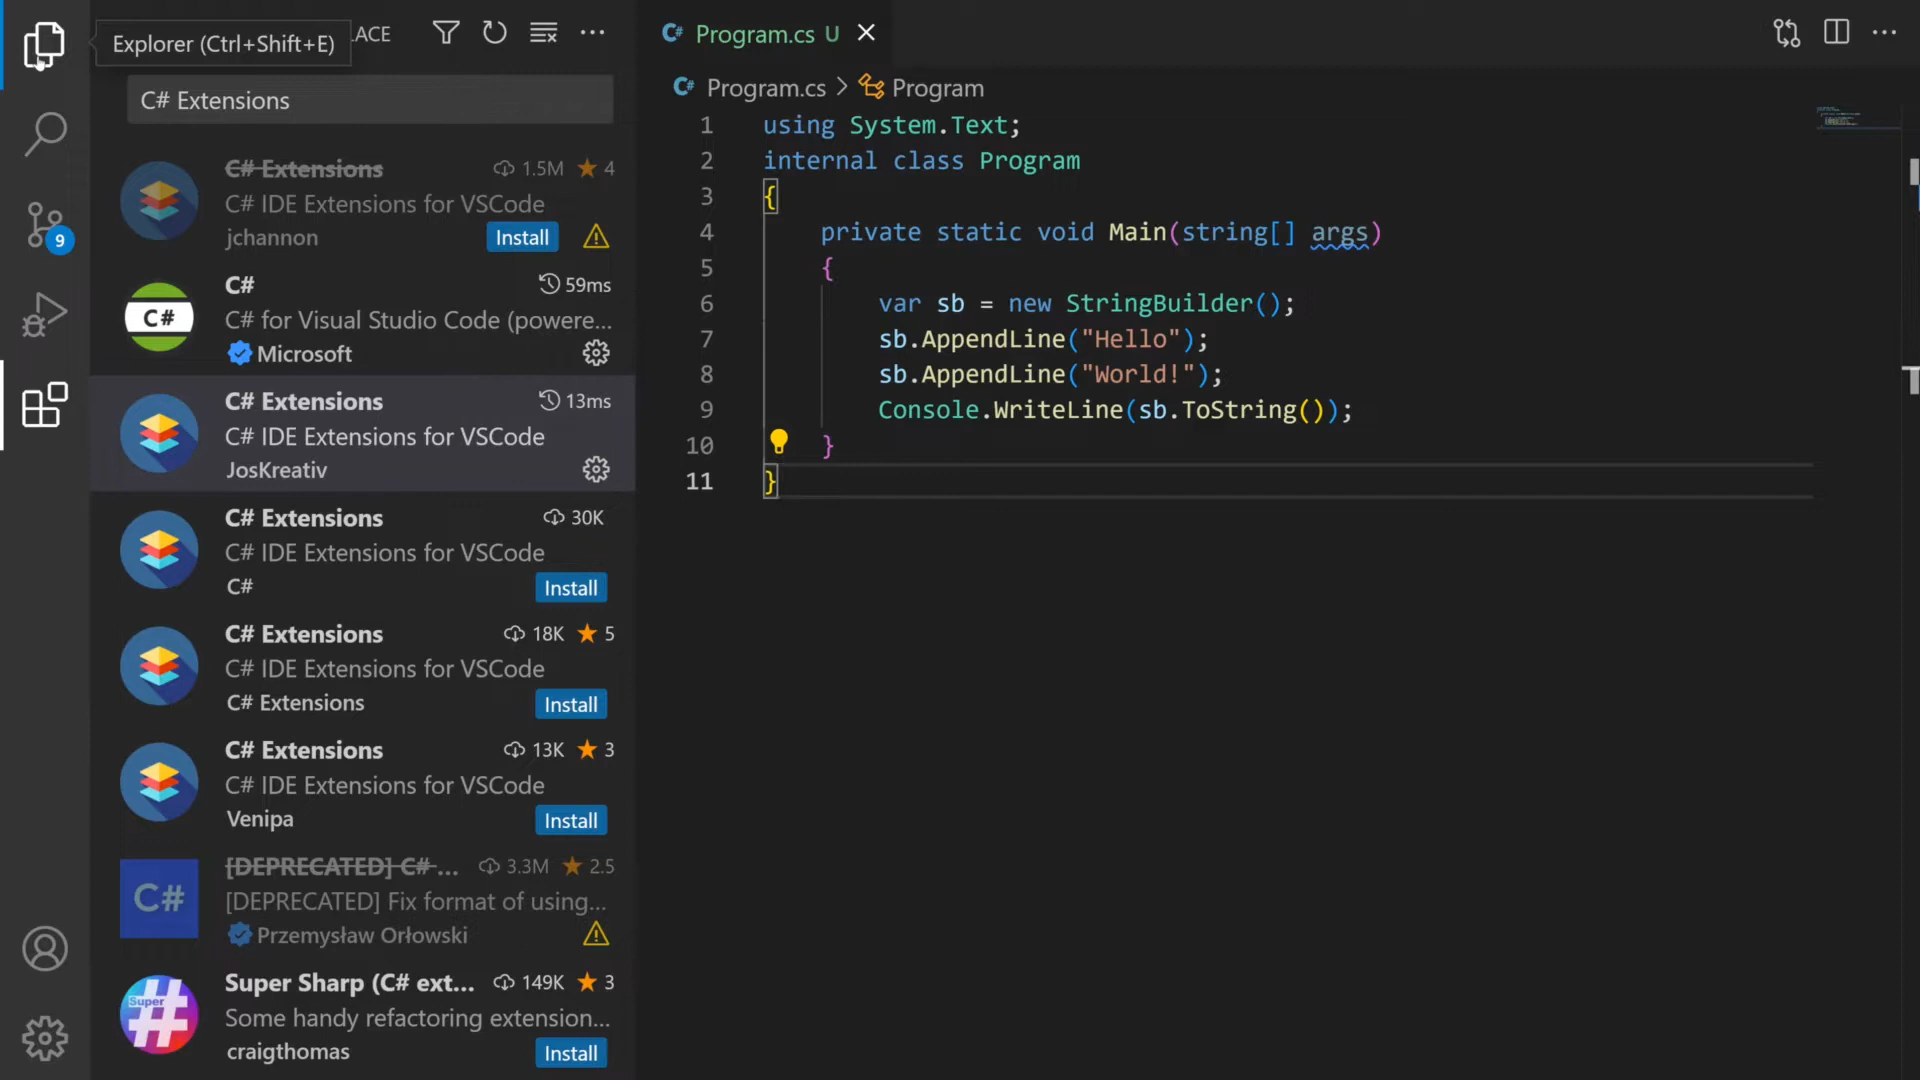 Explorer (Ctrl+Shift+E)
LACE
C# Extensions
C# Extensions 1.5M 4
C# IDE Extensions for VSCode
jchannon Install
C# 59ms
C# for Visual Studio Code (powere...
Microsoft
C# Extensions 13ms
C# IDE Extensions for VSCode
JosKreativ
C# Extensions 30K
C# IDE Extensions for VSCode
C# Install
C# Extensions 18K 5
C# IDE Extensions for VSCode
C# Extensions Install
C# Extensions 13K 3
C# IDE Extensions for VSCode
Venipa Install
[DEPRECATED] C# ... 3.3M 2.5
[DEPRECATED] Fix format of using...
Przemysław Orłowski
Super Sharp (C# ext... 149K 3
Some handy refactoring extension...
craigthomas Install
9
C#
C#
Super #
C# Program.cs U
C# Program.cs > Program
1 using System.Text;
2 internal class Program
3 {
4 private static void Main(string[] args)
5 {
6 var sb = new StringBuilder();
7 sb.AppendLine("Hello");
8 sb.AppendLine("World!");
9 Console.WriteLine(sb.ToString());
10 }
11 }